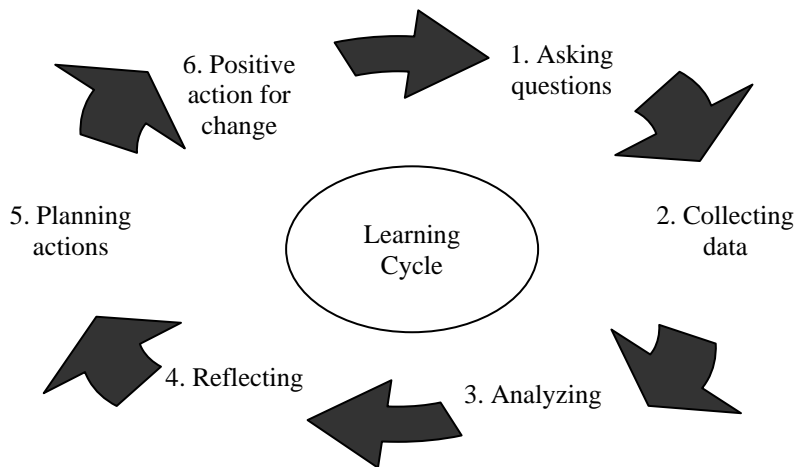 1. Asking
questions
2. Collecting
data
3. Analyzing
4. Reflecting
5. Planning
actions
6. Positive
action for
change
Learning
Cycle